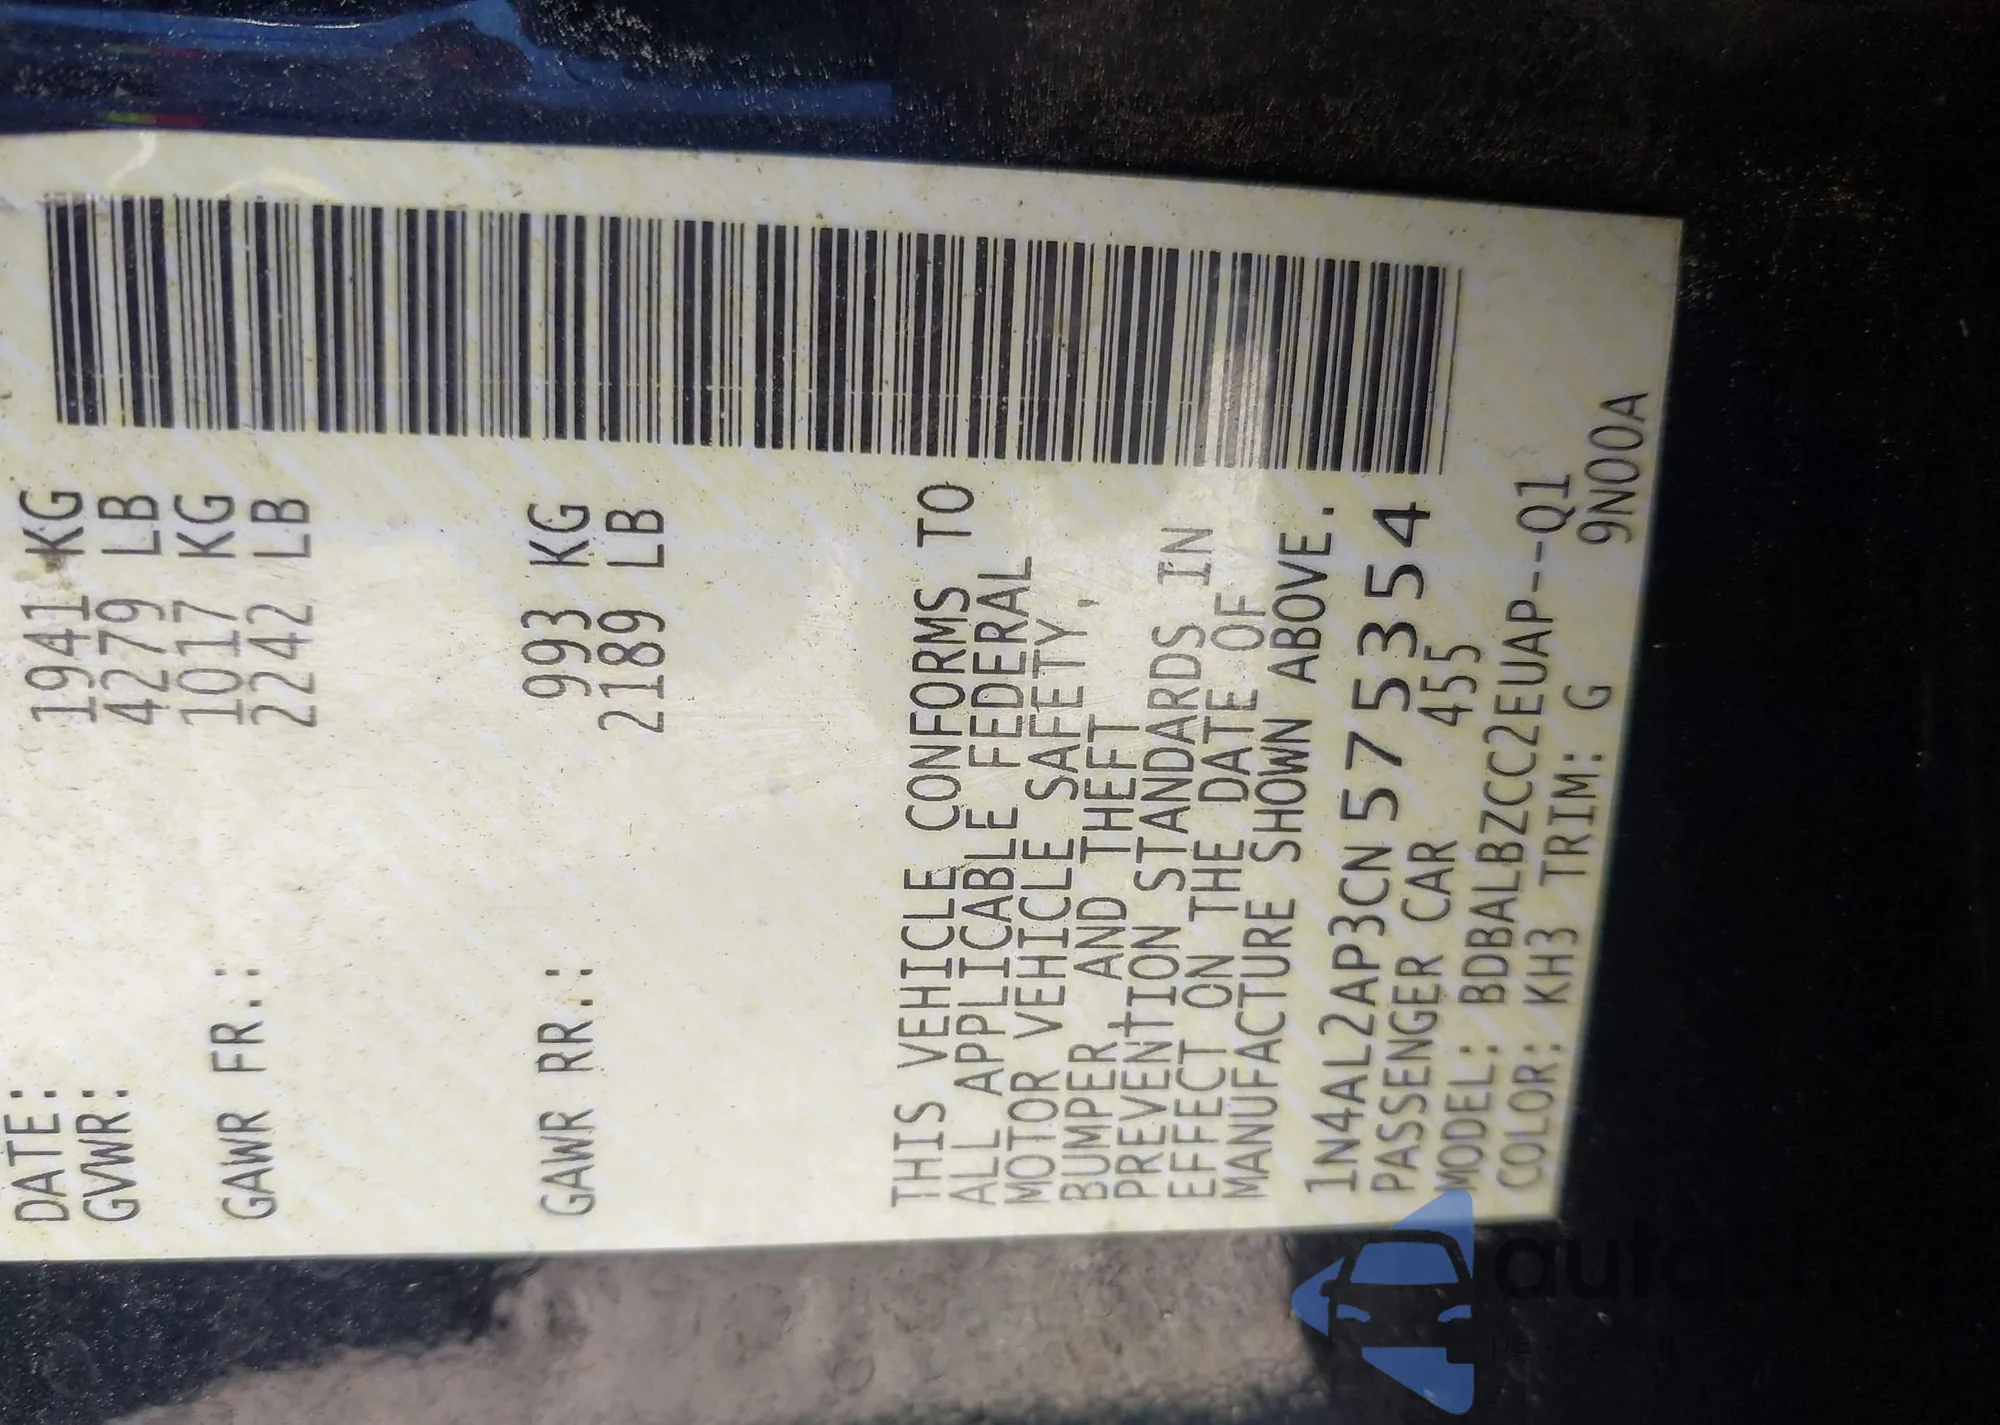 DATE:
GVWR: 1941 KG
4279 LB
GAWR FR.: 1017 KG
2242 LB
GAWR RR.: 993 KG
2189 LB
THIS VEHICLE CONFORMS TO
ALL APPLICABLE FEDERAL
MOTOR VEHICLE SAFETY,
BUMPER AND THEFT
PREVENTION STANDARDS IN
EFFECT ON THE DATE OF
MANUFACTURE SHOWN ABOVE.
1N4AL2AP3CN575354
PASSENGER CAR 455
MODEL: BDBALBZCC2EUAP--Q1
COLOR: KH3 TRIM: G 9N00A